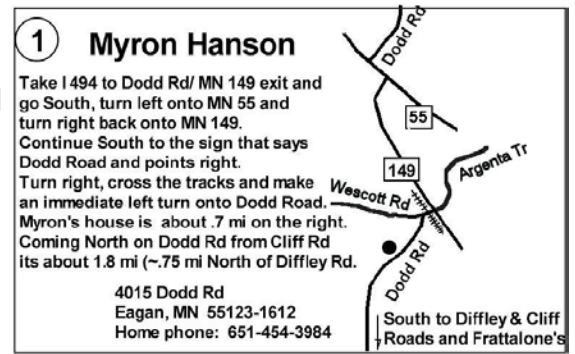 1 Myron Hanson
Take I 494 to Dodd Rd/ MN 149 exit and
go South, turn left onto MN 55 and
turn right back onto MN 149.
Continue South to the sign that says
Dodd Road and points right.
Turn right, cross the tracks and make
an immediate left turn onto Dodd Road.
Myron's house is about .7 mi on the right.
Coming North on Dodd Rd from Cliff Rd
its about 1.8 mi (~.75 mi North of Diffley Rd.
4015 Dodd Rd
Eagan, MN 55123-1612
Home phone: 651-454-3984
Dodd Rd
55
149
Argenta Tr
Wescott Rd
Dodd Rd
South to Diffley & Cliff
Roads and Frattalone's